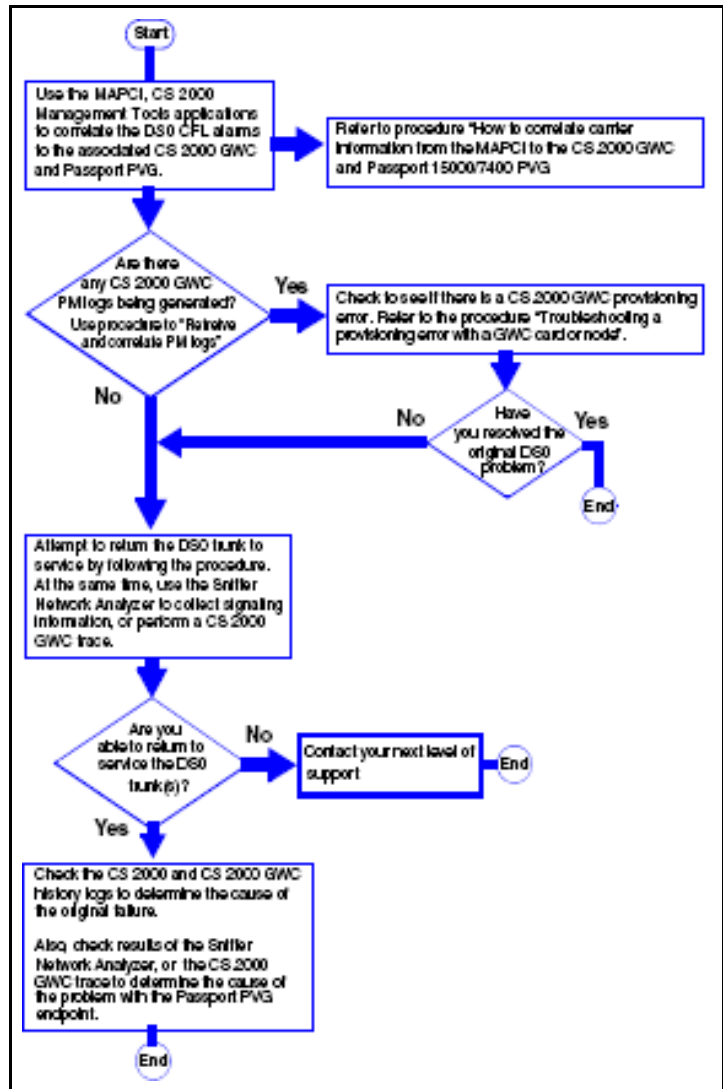 Start
Use the MAPCI, CS 2000
Management Tools applications
to correlate the DS0 CFL alarms
to the associated CS 2000 GWC
and Passport PVG.
Refer to procedure "How to correlate carrier
information from the MAPCI to the CS 2000 GWC
and Passport 15000/7400 PVG
Are there
any CS 2000 GWC
PM logs being generated?
Use procedure to "Retreive
and correlate PM logs"
Yes
Check to see if there is a CS 2000 GWC provisioning
error. Refer to the procedure "Troubleshooting a
provisioning error with a GWC card or node".
No
No
Have
you resolved the
original DS0
problem?
Yes
End
Attempt to return the DS0 trunk to
service by following the procedure.
At the same time, use the Sniffer
Network Analyzer to collect signaling
information, or perform a CS 2000
GWC trace.
Are you
able to return to
service the DS0
trunk(s)?
No
Contact your next level of
support
End
Yes
Check the CS 2000 and CS 2000 GWC
history logs to determine the cause of
the original failure.
Also, check results of the Sniffer
Network Analyzer, or the CS 2000
GWC trace to determine the cause of
the problem with the Passport PVG
endpoint.
End